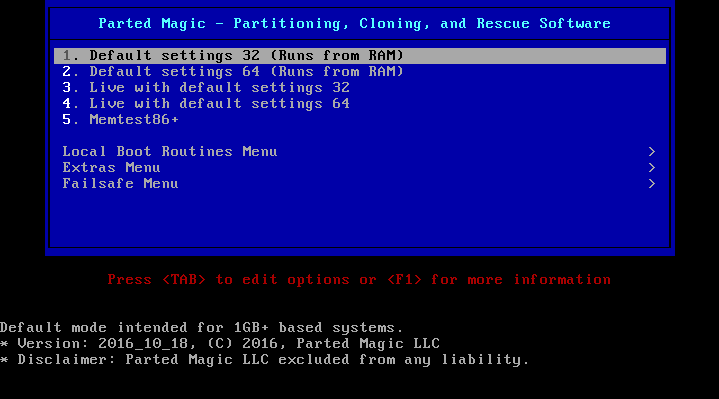 Parted Magic - Partitioning, Cloning, and Rescue Software
1. Default settings 32 (Runs from RAM)
2. Default settings 64 (Runs from RAM)
3. Live with default settings 32
4. Live with default settings 64
5. Memtest86+
Local Boot Routines Menu >
Extras Menu >
Failsafe Menu >
Press <TAB> to edit options or <F1> for more information
Default mode intended for 1GB+ based systems.
* Version: 2016_10_18, (C) 2016, Parted Magic LLC
* Disclaimer: Parted Magic LLC excluded from any liability.